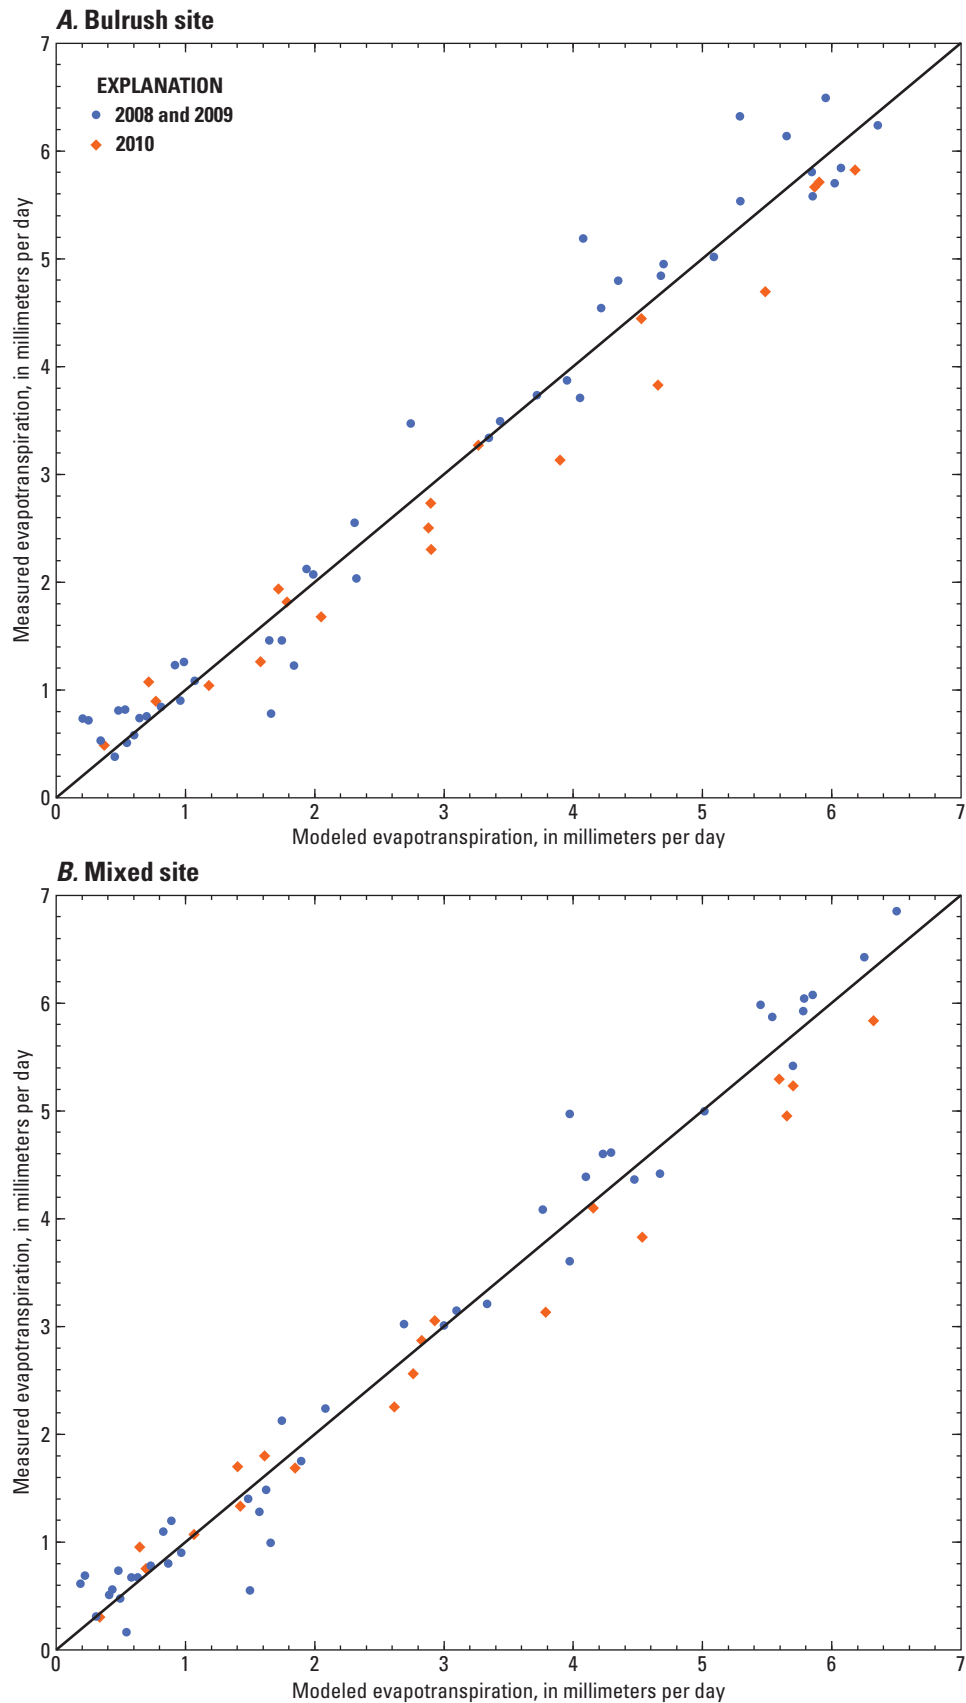 A. Bulrush site
7
EXPLANATION
2008 and 2009
2010
6
5
4
3
2
1
0
Measured evapotranspiration, in millimeters per day
0 1 2 3 4 5 6 7
Modeled evapotranspiration, in millimeters per day
B. Mixed site
7
6
5
4
3
2
1
0
Measured evapotranspiration, in millimeters per day
0 1 2 3 4 5 6 7
Modeled evapotranspiration, in millimeters per day